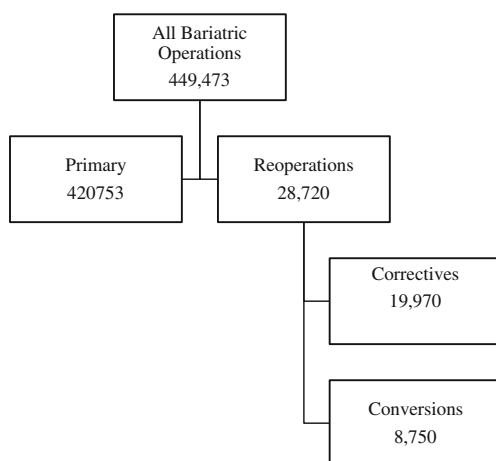 All Bariatric
Operations
449,473
Primary
420753
Reoperations
28,720
Correctives
19,970
Conversions
8,750